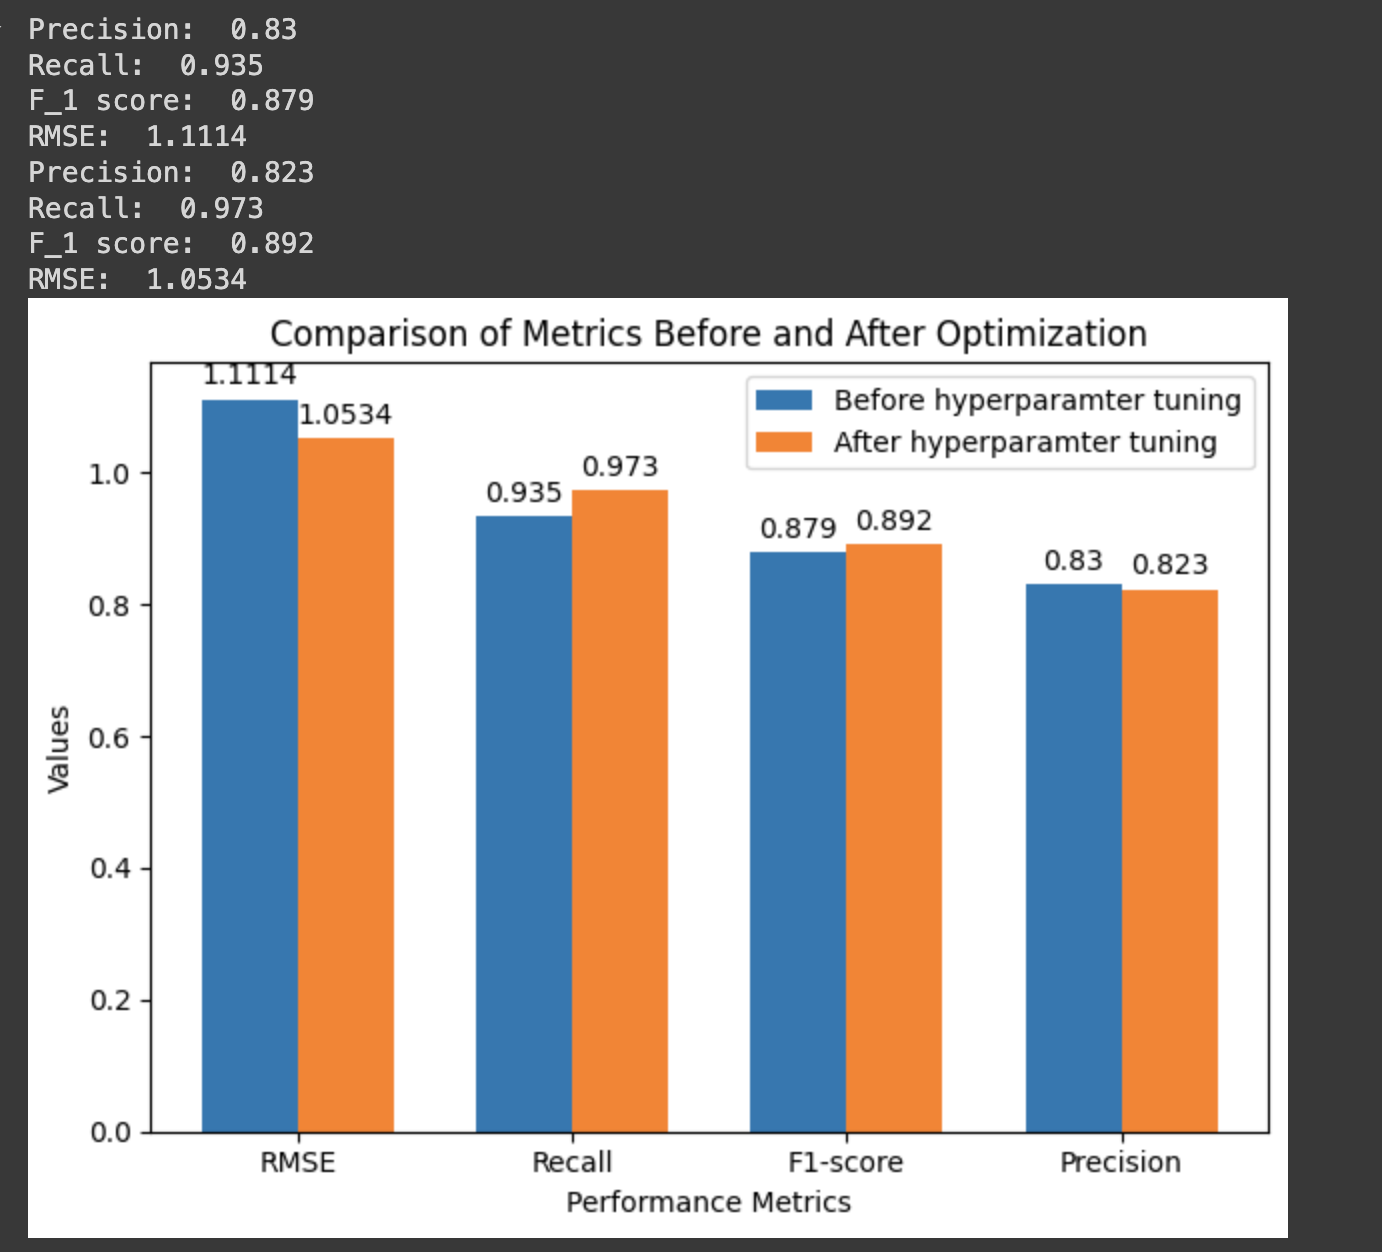 Precision:  0.83
Recall:  0.935
F_1 score:  0.879
RMSE:  1.1114
Precision:  0.823
Recall:  0.973
F_1 score:  0.892
RMSE:  1.0534
Comparison of Metrics Before and After Optimization
1.1114
1.0534
Before hyperparamter tuning
After hyperparamter tuning
0.935
0.973
0.879
0.892
0.83
0.823
1.0
0.8
0.6
0.4
0.2
0.0
Values
RMSE Recall F1-score Precision
Performance Metrics